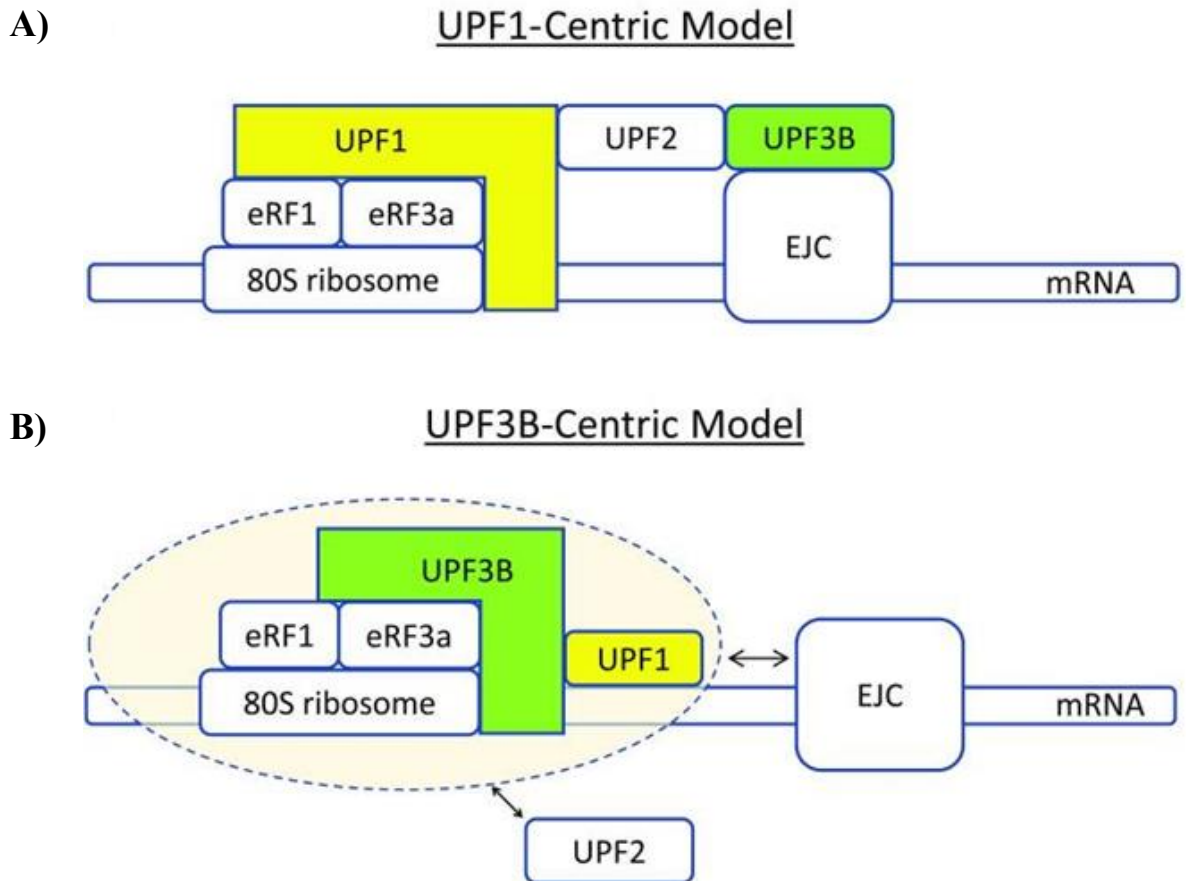 A)
UPF1-Centric Model
UPF1
UPF2
UPF3B
eRF1
eRF3a
EJC
80S ribosome
mRNA
B)
UPF3B-Centric Model
UPF3B
eRF1
eRF3a
UPF1
80S ribosome
EJC
mRNA
UPF2